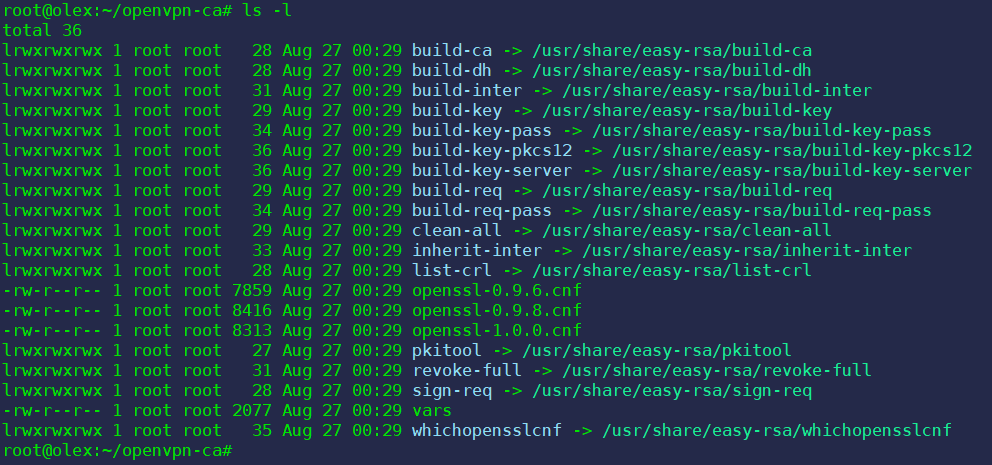 root@olex:~/openvpn-ca# ls -l
total 36
lrwxrwxrwx 1 root root   28 Aug 27 00:29 build-ca -> /usr/share/easy-rsa/build-ca
lrwxrwxrwx 1 root root   28 Aug 27 00:29 build-dh -> /usr/share/easy-rsa/build-dh
lrwxrwxrwx 1 root root   31 Aug 27 00:29 build-inter -> /usr/share/easy-rsa/build-inter
lrwxrwxrwx 1 root root   29 Aug 27 00:29 build-key -> /usr/share/easy-rsa/build-key
lrwxrwxrwx 1 root root   34 Aug 27 00:29 build-key-pass -> /usr/share/easy-rsa/build-key-pass
lrwxrwxrwx 1 root root   36 Aug 27 00:29 build-key-pkcs12 -> /usr/share/easy-rsa/build-key-pkcs12
lrwxrwxrwx 1 root root   36 Aug 27 00:29 build-key-server -> /usr/share/easy-rsa/build-key-server
lrwxrwxrwx 1 root root   29 Aug 27 00:29 build-req -> /usr/share/easy-rsa/build-req
lrwxrwxrwx 1 root root   34 Aug 27 00:29 build-req-pass -> /usr/share/easy-rsa/build-req-pass
lrwxrwxrwx 1 root root   29 Aug 27 00:29 clean-all -> /usr/share/easy-rsa/clean-all
lrwxrwxrwx 1 root root   33 Aug 27 00:29 inherit-inter -> /usr/share/easy-rsa/inherit-inter
lrwxrwxrwx 1 root root   28 Aug 27 00:29 list-crl -> /usr/share/easy-rsa/list-crl
-rw-r--r-- 1 root root 7859 Aug 27 00:29 openssl-0.9.6.cnf
-rw-r--r-- 1 root root 8416 Aug 27 00:29 openssl-0.9.8.cnf
-rw-r--r-- 1 root root 8313 Aug 27 00:29 openssl-1.0.0.cnf
lrwxrwxrwx 1 root root   27 Aug 27 00:29 pkitool -> /usr/share/easy-rsa/pkitool
lrwxrwxrwx 1 root root   31 Aug 27 00:29 revoke-full -> /usr/share/easy-rsa/revoke-full
lrwxrwxrwx 1 root root   28 Aug 27 00:29 sign-req -> /usr/share/easy-rsa/sign-req
-rw-r--r-- 1 root root 2077 Aug 27 00:29 vars
lrwxrwxrwx 1 root root   35 Aug 27 00:29 whichopensslcnf -> /usr/share/easy-rsa/whichopensslcnf
root@olex:~/openvpn-ca#